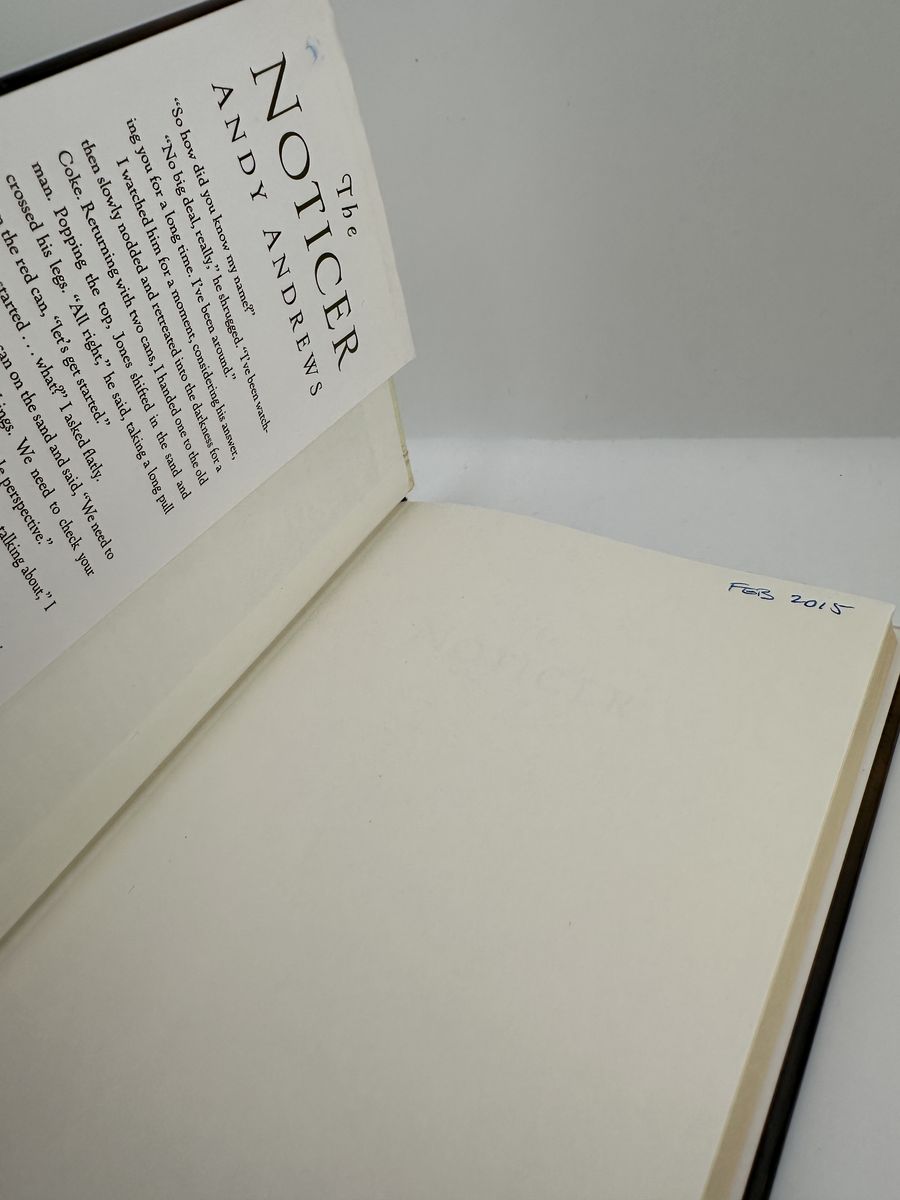 The
NOTICER
ANDY ANDREWS
“So how did you know my name?”
“No big deal, really,” he shrugged. “I’ve been watch-
ing you for a long time. I’ve been around.”
I watched him for a moment, considering his answer,
then slowly nodded and retreated into the darkness for a
Coke. Returning with two cans, I handed one to the old
man. Popping the top, Jones shifted in the sand and
crossed his legs. “All right,” he said, taking a long pull
the red can, “let’s get started.”
started . . . what?” I asked flatly.
can on the sand and said, “We need to
We need to check your
perspective.”
talking about,” I
FEB 2015
NOTICER